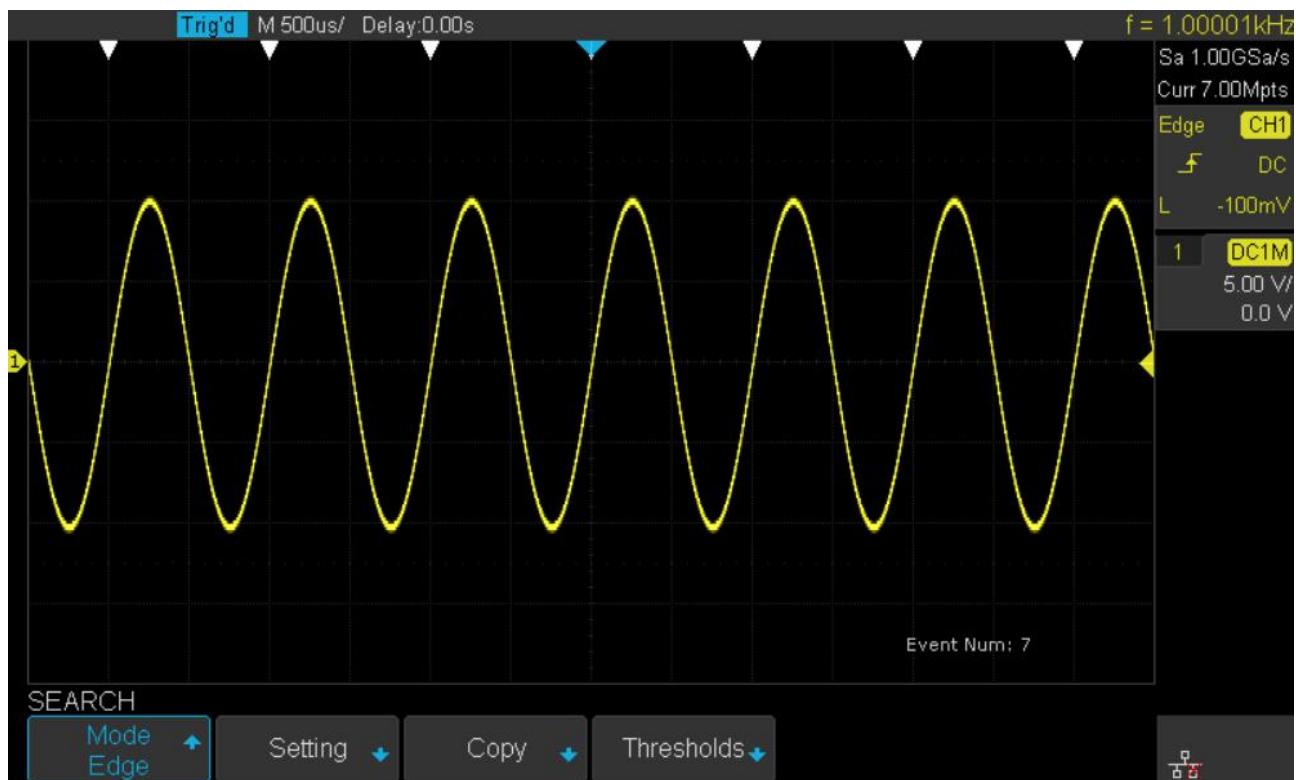 Trig'd M 500us/ Delay:0.00s f = 1.00001kHz
Sa 1.00GSa/s
Curr 7.00Mpts
Edge CH1
DC
L -100mV
1 DC1M
5.00 V/
0.0 V
1
Event Num: 7
SEARCH
Mode
Edge
Setting
Copy
Thresholds